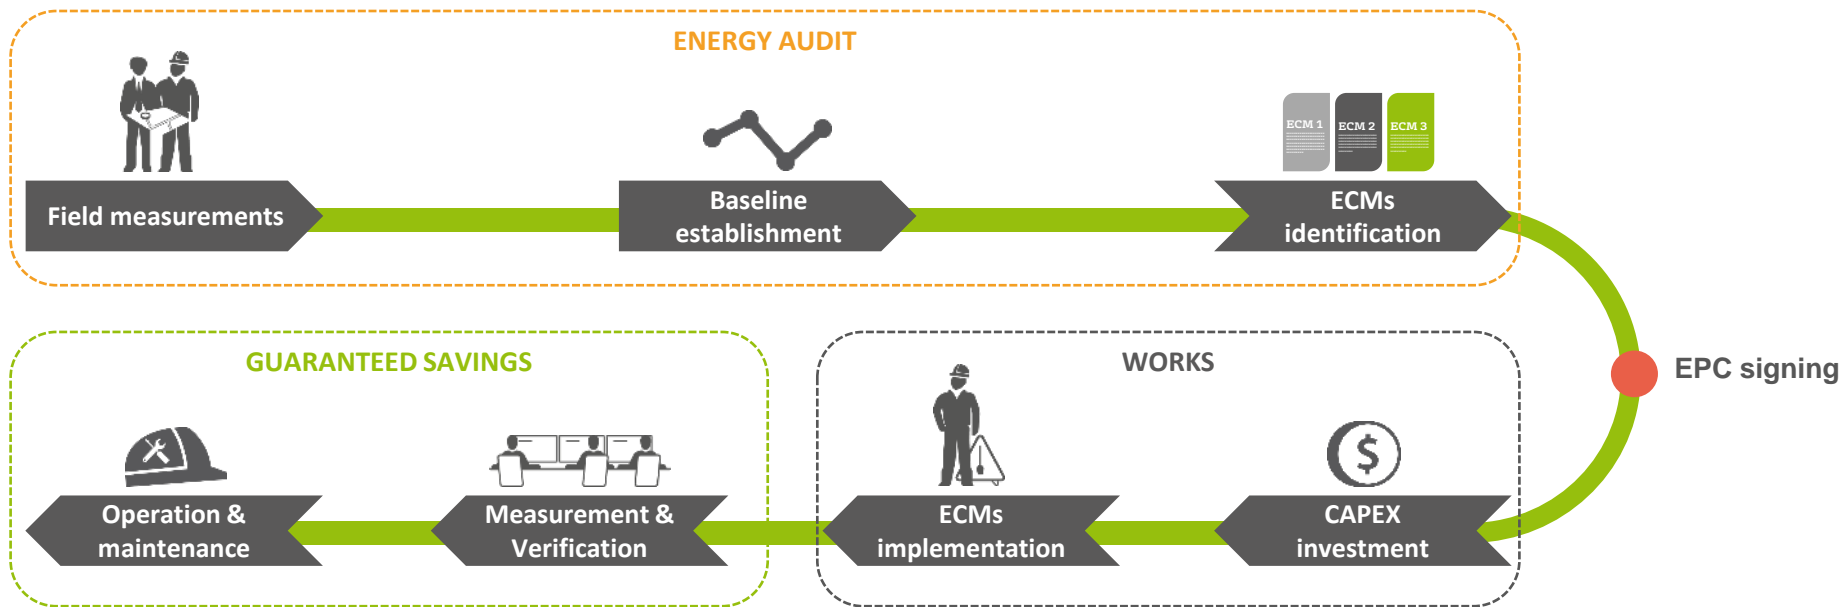 ENERGY AUDIT
ECM 1
ECM 2
ECM 3
Field measurements
Baseline
establishment
ECMs
identification
EPC signing
WORKS
CAPEX
investment
ECMs
implementation
GUARANTEED SAVINGS
Measurement &
Verification
Operation &
maintenance